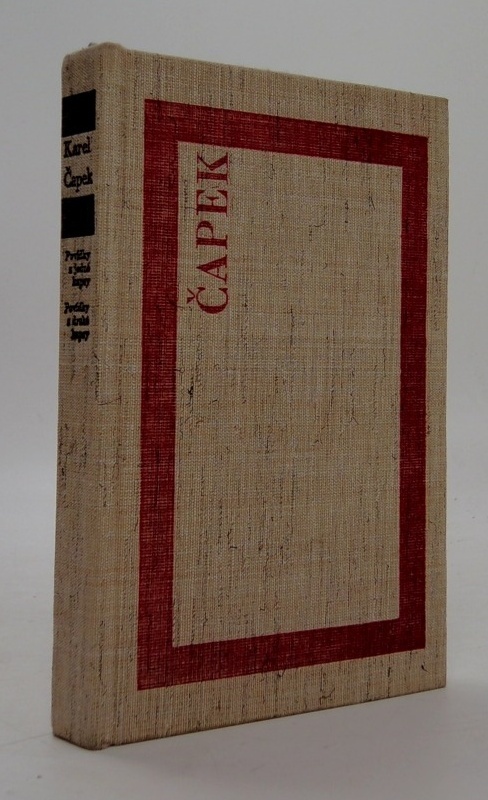 Karel
Čapek
Povídky
z jedné
kapsy
Povídky
z druhé
kapsy
ČAPEK